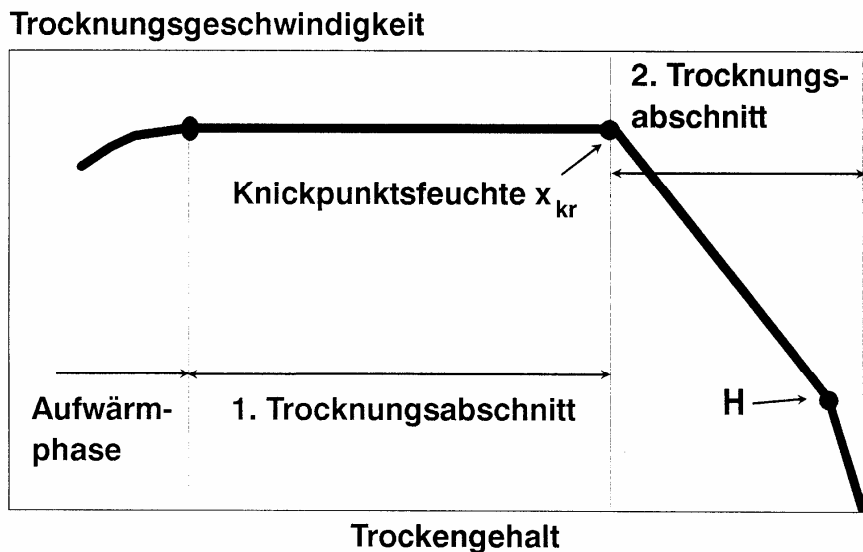 Trocknungsgeschwindigkeit
2. Trocknungs-
abschnitt
Knickpunktsfeuchte x kr
Aufwärm-
phase
1. Trocknungsabschnitt
H
Trockengehalt